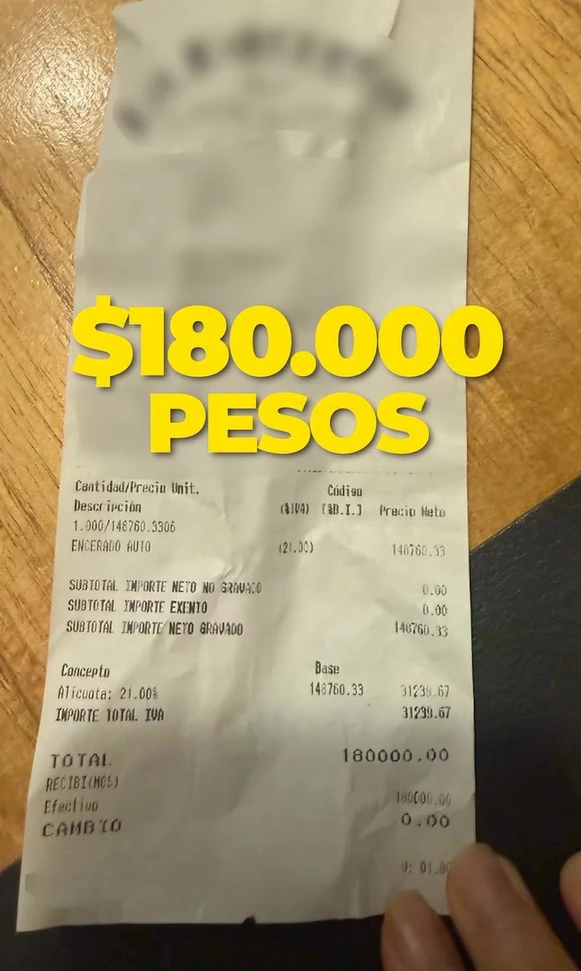 $180.000
PESOS
Cantidad/Precio Unit.
Código
Descripción (%IVA) [%B.I.] Precio Neto
1.000/148760.3306
ENCERADO AUTO (21.00) 148760.33
SUBTOTAL IMPORTE NETO NO GRAVADO 0.00
SUBTOTAL IMPORTE EXENTO 0.00
SUBTOTAL IMPORTE NETO GRAVADO 148760.33
Concepto Base
Alicuota: 21.00% 148760.33 31239.67
IMPORTE TOTAL IVA 31239.67
TOTAL 180000.00
RECIBI(MOS)
Efectivo 180000.00
CAMBIO 0.00
V: 01.00